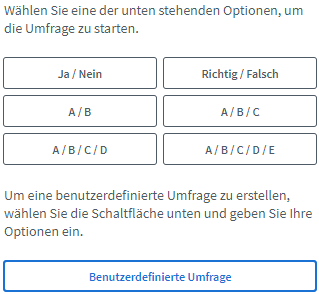 Wählen Sie eine der unten stehenden Optionen, um
die Umfrage zu starten.
Ja / Nein
Richtig / Falsch
A / B
A / B / C
A / B / C / D
A / B / C / D / E
Um eine benutzerdefinierte Umfrage zu erstellen,
wählen Sie die Schaltfläche unten und geben Sie Ihre
Optionen ein.
Benutzerdefinierte Umfrage